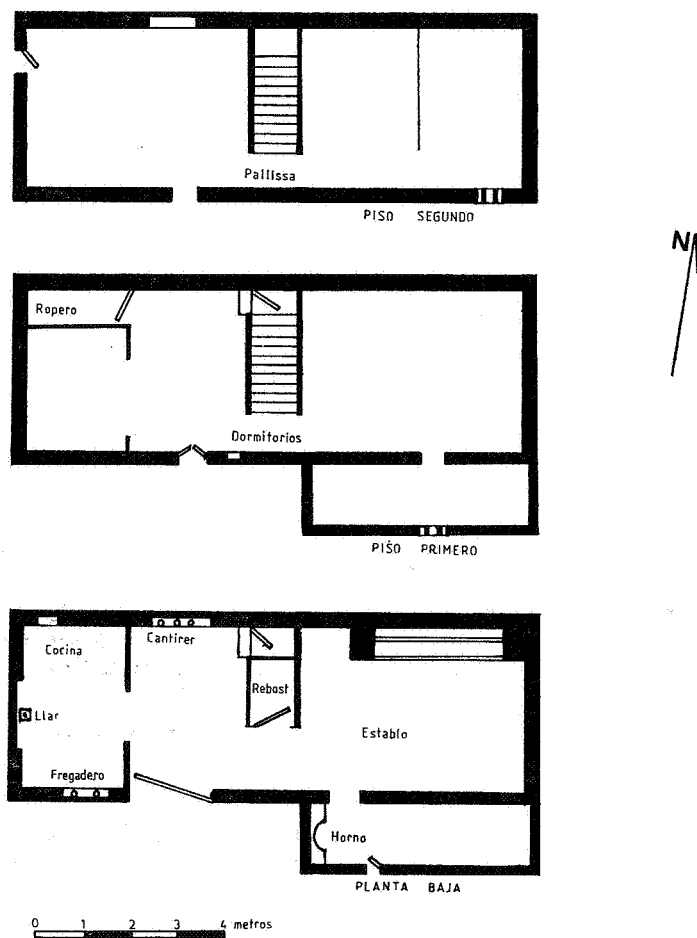 Pallissa
PISO SEGUNDO
N
Ropero
Dormitorios
PISO PRIMERO
Cocina
Cantirer
Rebost
Llar
Establo
Fregadero
Horno
PLANTA BAJA
0 1 2 3 4 metros